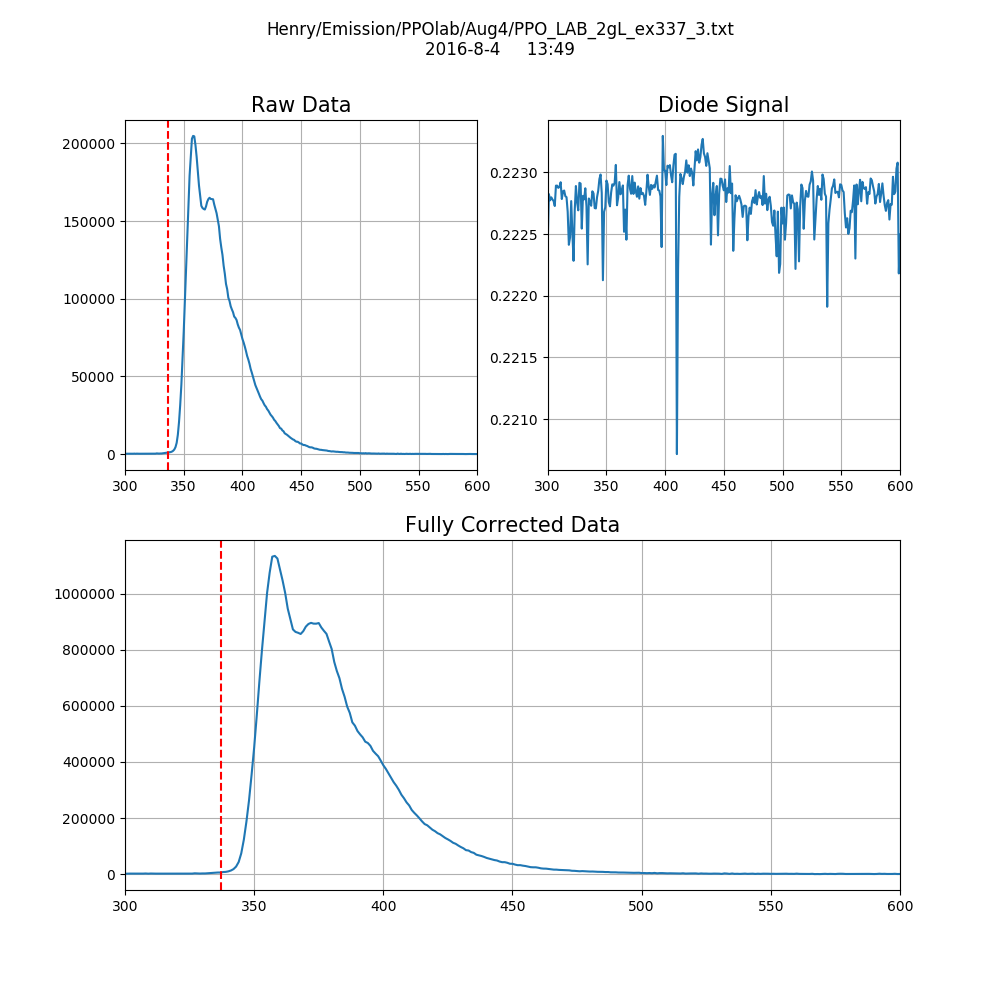 Henry/Emission/PPOlab/Aug4/PPO_LAB_2gL_ex337_3.txt
2016-8-4 13:49
Raw Data
200000
150000
100000
50000
0
300 350 400 450 500 550 600
Diode Signal
0.2230
0.2225
0.2220
0.2215
0.2210
300 350 400 450 500 550 600
Fully Corrected Data
1000000
800000
600000
400000
200000
0
300 350 400 450 500 550 600